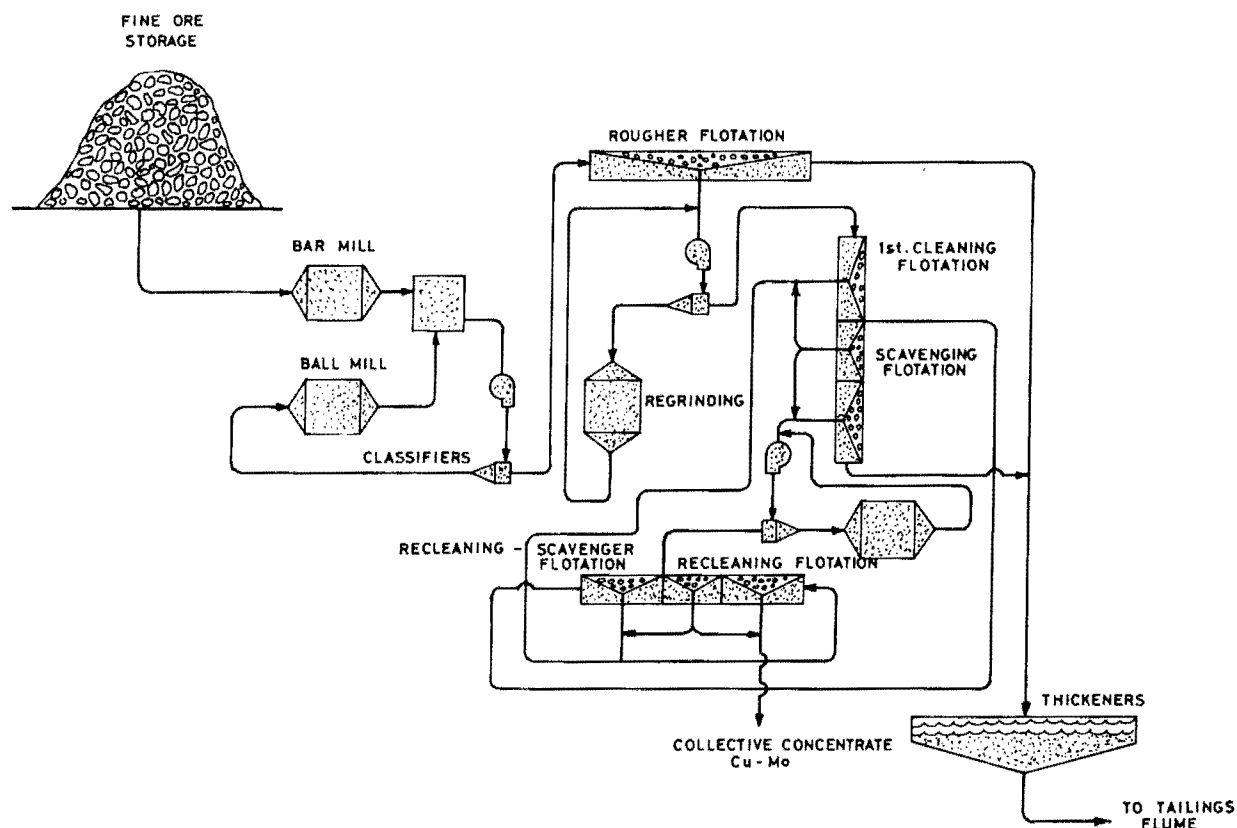 FINE ORE
STORAGE
ROUGHER FLOTATION
BAR MILL
1st. CLEANING
FLOTATION
BALL MILL
SCAVENGING
FLOTATION
REGRINDING
CLASSIFIERS
RECLEANING - SCAVENGER
FLOTATION
RECLEANING FLOTATION
THICKENERS
COLLECTIVE CONCENTRATE
Cu-Mo
TO TAILINGS
FLUME